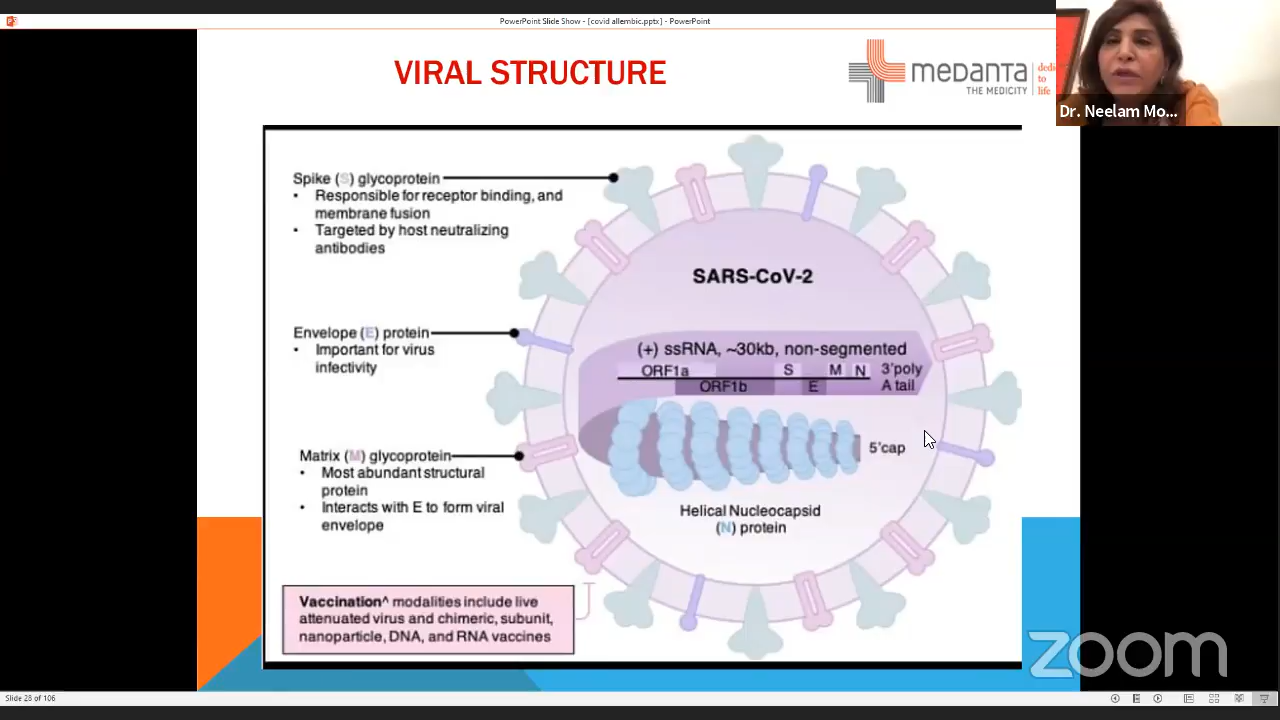 PowerPoint Slide Show - [covid allembic.pptx] - PowerPoint
VIRAL STRUCTURE
medanta
THE MEDICITY
dedi
to
life
Dr. Neelam Mo...
Spike (S) glycoprotein
• Responsible for receptor binding, and
membrane fusion
• Targeted by host neutralizing
antibodies
SARS-CoV-2
Envelope (E) protein
• Important for virus
infectivity
(+) ssRNA, ~30kb, non-segmented
ORF1a S M N 3'poly
ORF1b E A tail
5'cap
Matrix (M) glycoprotein
• Most abundant structural
protein
• Interacts with E to form viral
envelope
Helical Nucleocapsid
(N) protein
Vaccination^ modalities include live
attenuated virus and chimeric, subunit,
nanoparticle, DNA, and RNA vaccines
zoom
Slide 28 of 106